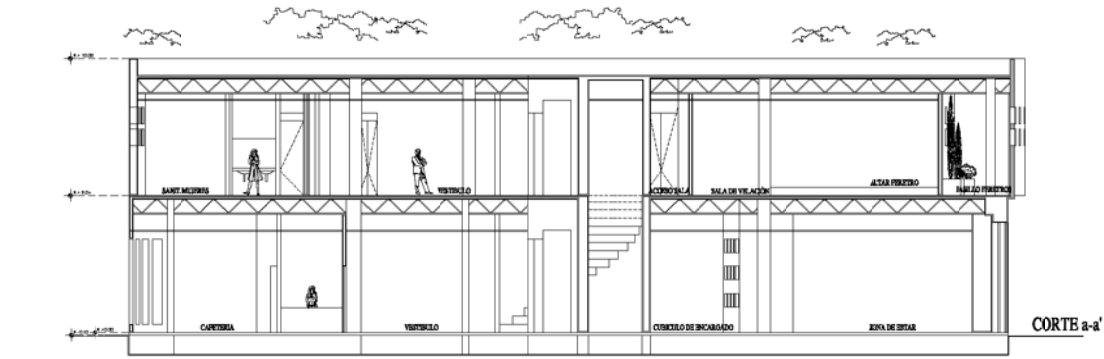 SANIT. MUJERES
VESTIBULO
ACCESO SALA
SALA DE VELACIÓN
ALTAR FERETRO
PASILLO FERETROS
CAFETERIA
VESTIBULO
CUBICULO DE ENCARGADO
ZONA DE ESTAR
CORTE a-a'